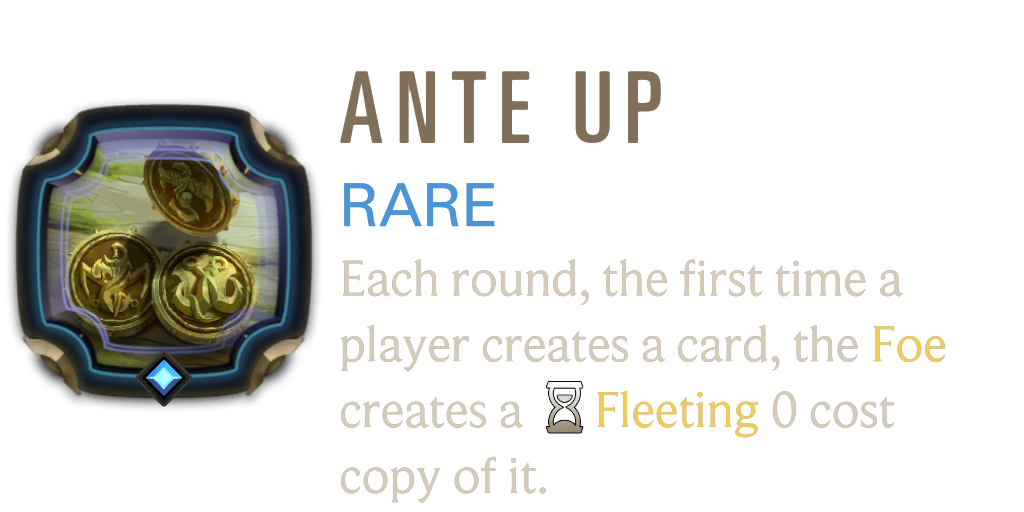 ANTE UP
RARE
Each round, the first time a
player creates a card, the Foe
creates a Fleeting 0 cost
copy of it.